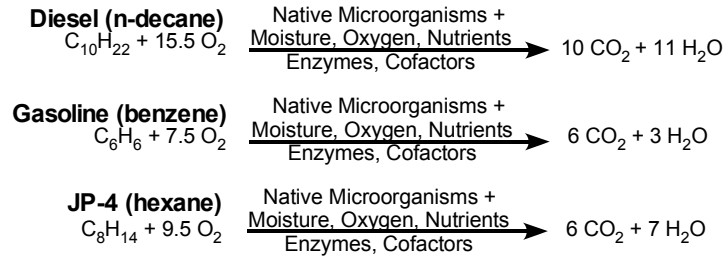 Diesel (n-decane)
Native Microorganisms +
C₁₀H₂₂ + 15.5 O₂
Moisture, Oxygen, Nutrients
10 CO₂ + 11 H₂O
Enzymes, Cofactors
Gasoline (benzene)
Native Microorganisms +
C₆H₆ + 7.5 O₂
Moisture, Oxygen, Nutrients
6 CO₂ + 3 H₂O
Enzymes, Cofactors
JP-4 (hexane)
Native Microorganisms +
C₈H₁₄ + 9.5 O₂
Moisture, Oxygen, Nutrients
6 CO₂ + 7 H₂O
Enzymes, Cofactors